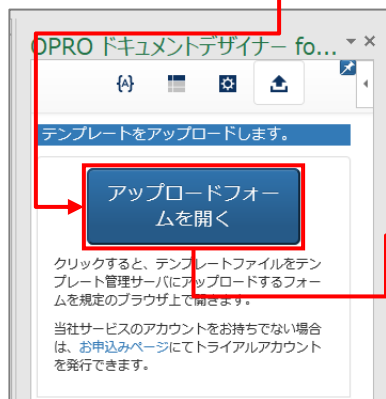 OPRO ドキュメントデザイナー fo...
{A}
テンプレートをアップロードします。
アップロードフォー
ムを開く
クリックすると、テンプレートファイルをテン
プレート管理サーバにアップロードするフォー
ムを規定のブラウザ上で開きます。
当社サービスのアカウントをお持ちでない場合
は、お申込みページにてトライアルアカウント
を発行できます。